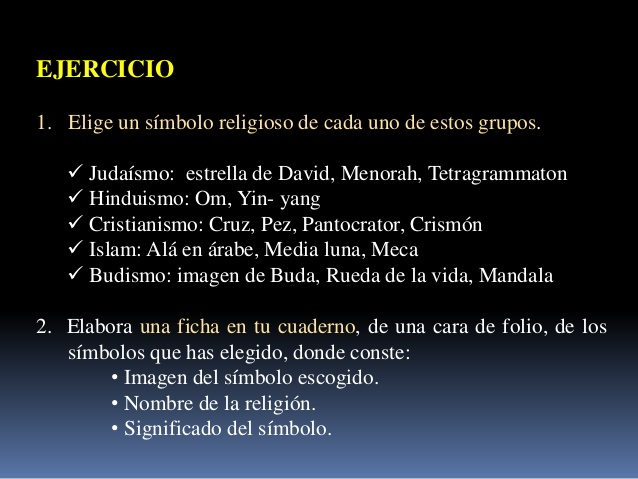 EJERCICIO
1. Elige un símbolo religioso de cada uno de estos grupos.
✓ Judaísmo: estrella de David, Menorah, Tetragrammaton
✓ Hinduismo: Om, Yin- yang
✓ Cristianismo: Cruz, Pez, Pantocrator, Crismón
✓ Islam: Alá en árabe, Media luna, Meca
✓ Budismo: imagen de Buda, Rueda de la vida, Mandala
2. Elabora una ficha en tu cuaderno, de una cara de folio, de los
símbolos que has elegido, donde conste:
• Imagen del símbolo escogido.
• Nombre de la religión.
• Significado del símbolo.